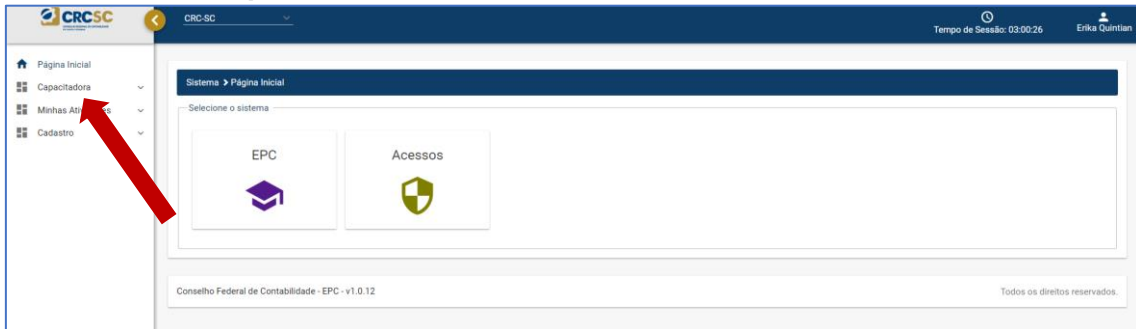 CRCSC
CRC-SC
Tempo de Sessão: 03:00:26
Erika Quintian
Página Inicial
Capacitadora
Minhas Ati es
Cadastro
Sistema > Página Inicial
Selecione o sistema
EPC
Acessos
Conselho Federal de Contabilidade - EPC - v1.0.12
Todos os direitos reservados.